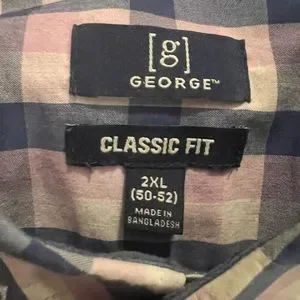 [g]
GEORGE™
CLASSIC FIT
2XL
(50-52)
MADE IN
BANGLADESH